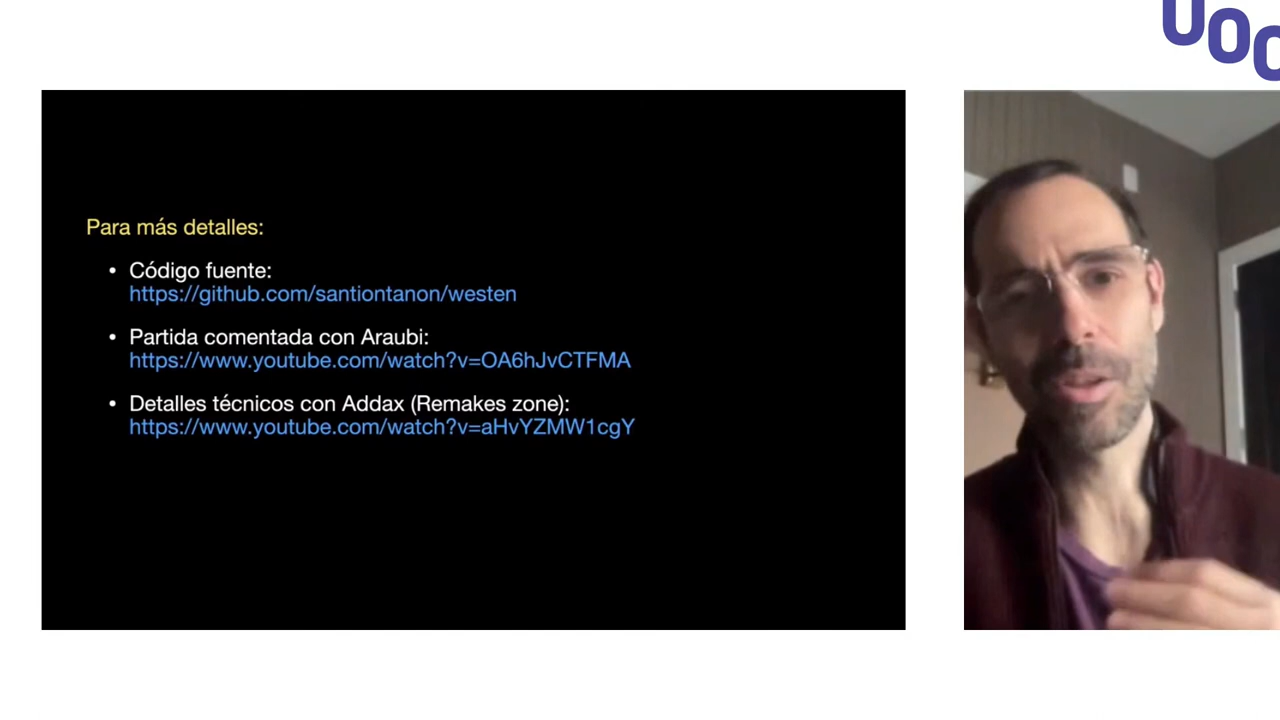 UOC
Para más detalles:
• Código fuente:
https://github.com/santiontanon/westen
• Partida comentada con Araubi:
https://www.youtube.com/watch?v=OA6hJvCTFMA
• Detalles técnicos con Addax (Remakes zone):
https://www.youtube.com/watch?v=aHvYZMW1cgY